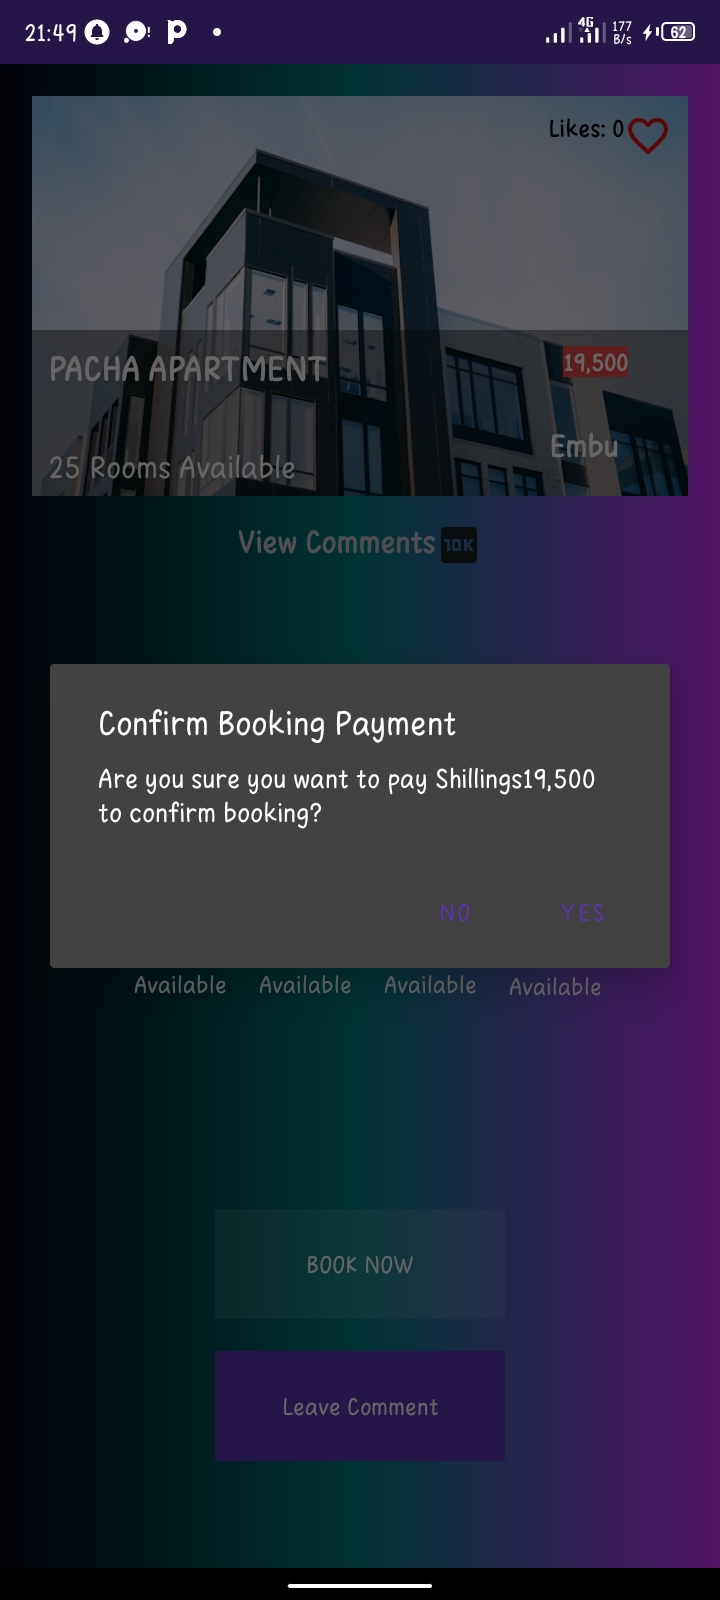 21:49
4G
177
B/s
62
Likes: 0
PACHA APARTMENT
19,500
Embu
25 Rooms Available
View Comments 10K
Confirm Booking Payment
Are you sure you want to pay Shillings19,500
to confirm booking?
NO YES
Available Available Available Available
BOOK NOW
Leave Comment